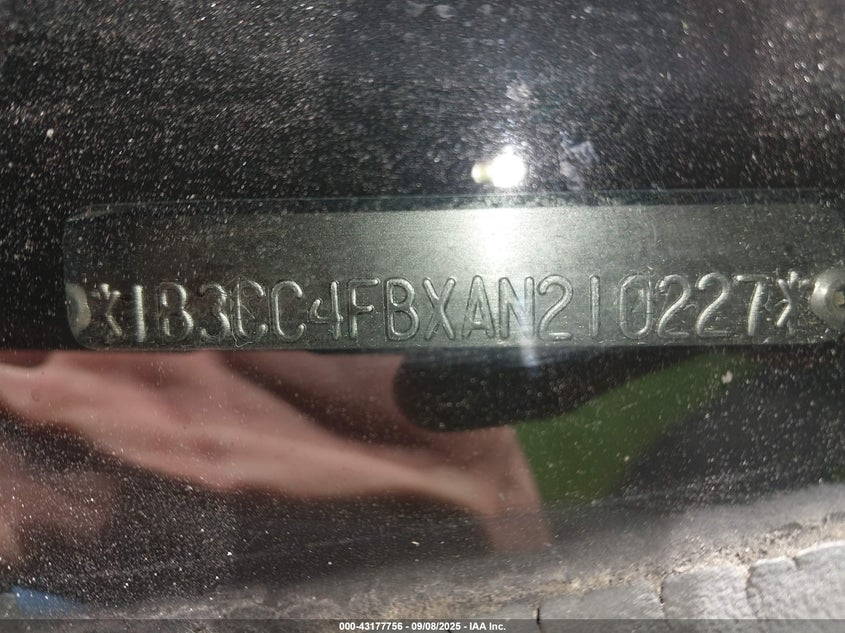 *1B3CC4FBXAN210227*
000-43177756 - 09/08/2025 - IAA Inc.